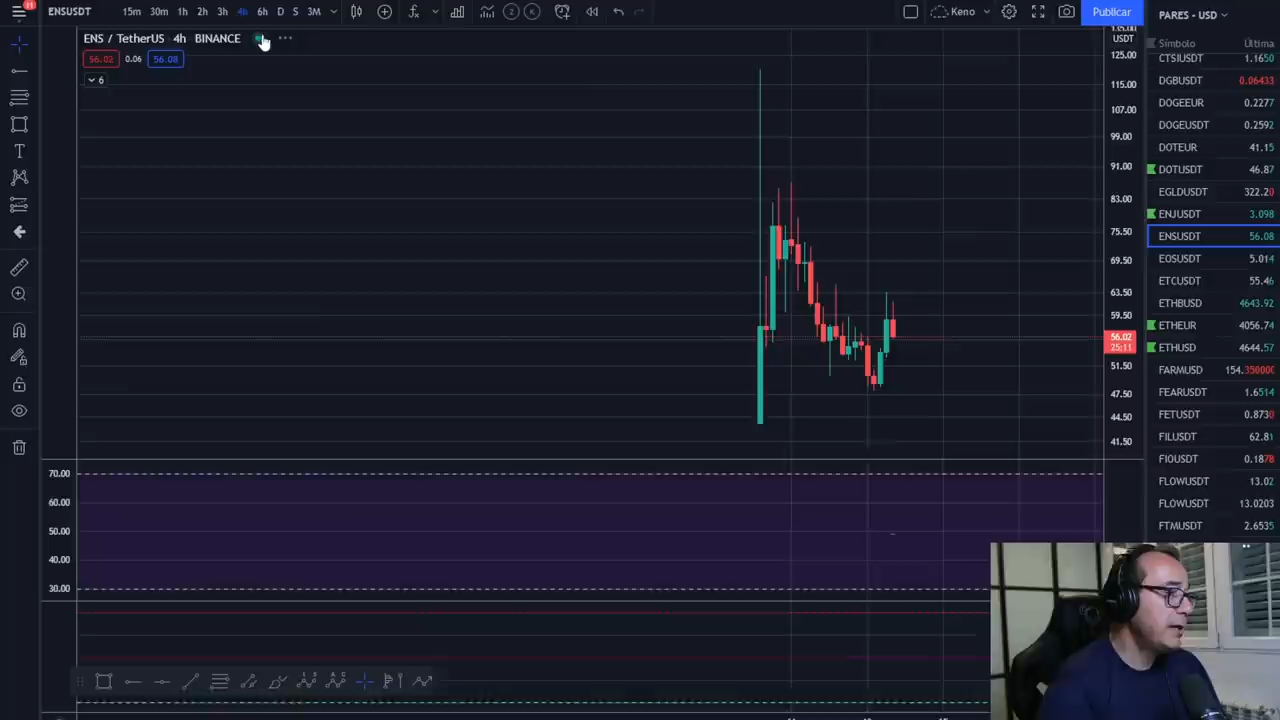 11
ENSUSDT
15m 30m 1h 2h 3h 4h 6h D S 3M
Keno
Publicar
PARES - USD
ENS / TetherUS 4h BINANCE
56.02 0.06 56.08
6
USDT
125.00
115.00
107.00
99.00
91.00
83.00
75.50
69.50
63.50
59.50
56.02
25:11
51.50
47.50
44.50
41.50
70.00
60.00
50.00
40.00
30.00
Símbolo Última
CTSIUSDT 1.1650
DGBUSDT 0.06433
DOGEEUR 0.2277
DOGEUSDT 0.2592
DOTEUR 41.15
DOTUSDT 46.87
EGLDUSDT 322.20
ENJUSDT 3.098
ENSUSDT 56.08
EOSUSDT 5.014
ETCUSDT 55.46
ETHBUSD 4643.92
ETHEUR 4056.74
ETHUSD 4644.57
FARMUSD 154.350000
FEARUSDT 1.6514
FETUSDT 0.8730
FILUSDT 62.81
FIOUSDT 0.1878
FLOWUSDT 13.02
FLOWUSDT 13.0203
FTMUSDT 2.6535